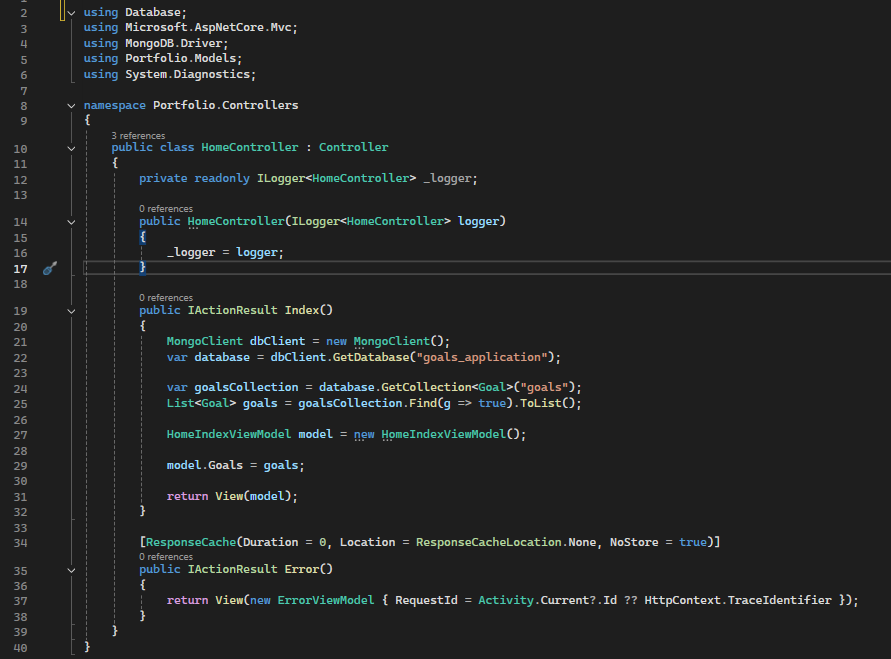 2 using Database;
3 using Microsoft.AspNetCore.Mvc;
4 using MongoDB.Driver;
5 using Portfolio.Models;
6 using System.Diagnostics;
7
8 namespace Portfolio.Controllers
9 {
3 references
10 public class HomeController : Controller
11 {
12 private readonly ILogger<HomeController> _logger;
13
0 references
14 public HomeController(ILogger<HomeController> logger)
15 {
16 _logger = logger;
17 }
18
0 references
19 public IActionResult Index()
20 {
21 MongoClient dbClient = new MongoClient();
22 var database = dbClient.GetDatabase("goals_application");
23
24 var goalsCollection = database.GetCollection<Goal>("goals");
25 List<Goal> goals = goalsCollection.Find(g => true).ToList();
26
27 HomeIndexViewModel model = new HomeIndexViewModel();
28
29 model.Goals = goals;
30
31 return View(model);
32 }
33
34 [ResponseCache(Duration = 0, Location = ResponseCacheLocation.None, NoStore = true)]
0 references
35 public IActionResult Error()
36 {
37 return View(new ErrorViewModel { RequestId = Activity.Current?.Id ?? HttpContext.TraceIdentifier });
38 }
39 }
40 }